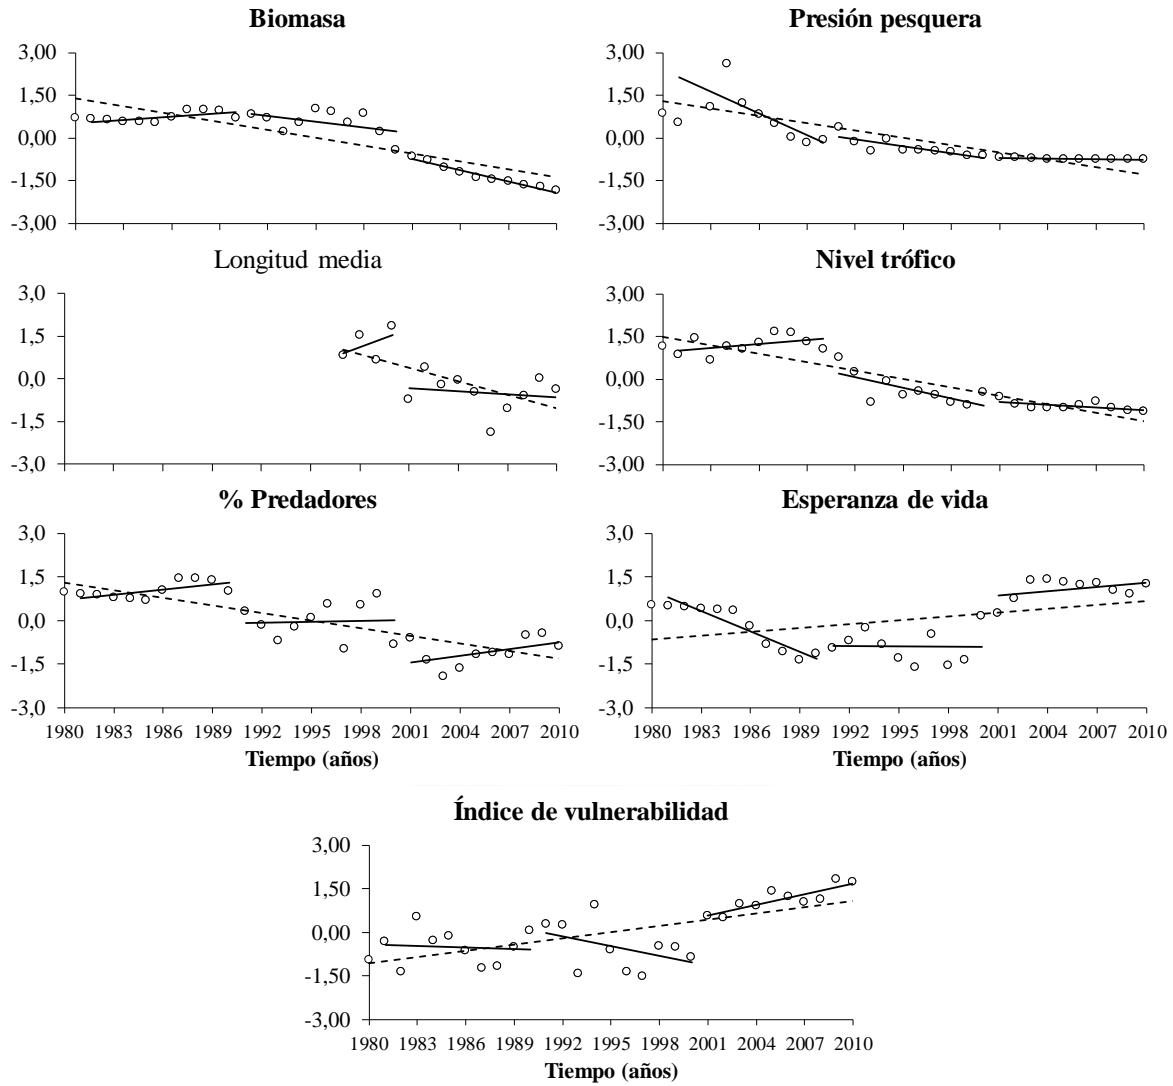 Biomasa
3,00
1,50
0,00
-1,50
-3,00
Presión pesquera
3,00
1,50
0,00
-1,50
-3,00
Longitud media
3,0
1,5
0,0
-1,5
-3,0
Nivel trófico
3,00
1,50
0,00
-1,50
-3,00
% Predadores
3,0
1,5
0,0
-1,5
-3,0
1980 1983 1986 1989 1992 1995 1998 2001 2004 2007 2010
Tiempo (años)
Esperanza de vida
3,0
1,5
0,0
-1,5
-3,0
1980 1983 1986 1989 1992 1995 1998 2001 2004 2007 2010
Tiempo (años)
Índice de vulnerabilidad
3,00
1,50
0,00
-1,50
-3,00
1980 1983 1986 1989 1992 1995 1998 2001 2004 2007 2010
Tiempo (años)